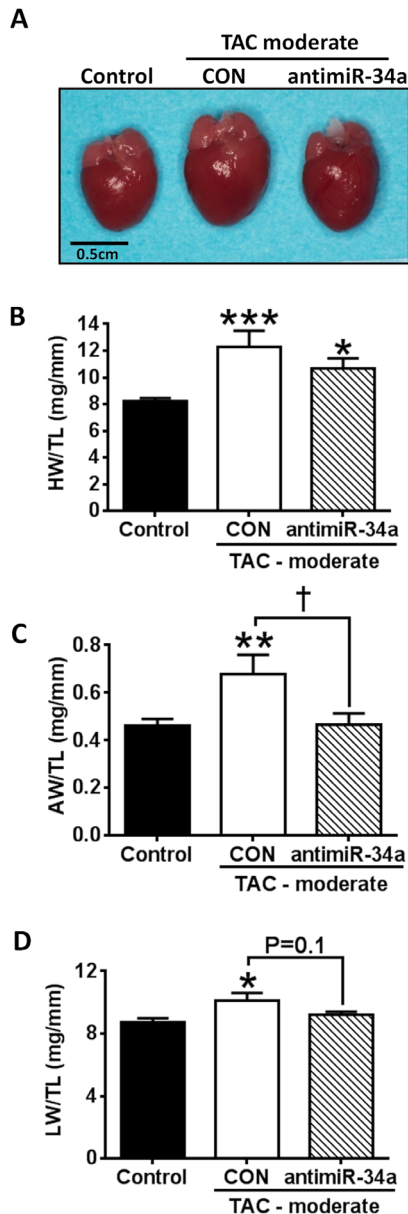 A
TAC moderate
Control CON antimiR-34a
0.5cm
B
HW/TL (mg/mm)
14
12
10
8
6
4
2
0
***
*
Control CON antimiR-34a
TAC - moderate
C
AW/TL (mg/mm)
0.8
0.6
0.4
0.2
0.0
**
†
Control CON antimiR-34a
TAC - moderate
D
LW/TL (mg/mm)
12
8
4
0
*
P=0.1
Control CON antimiR-34a
TAC - moderate